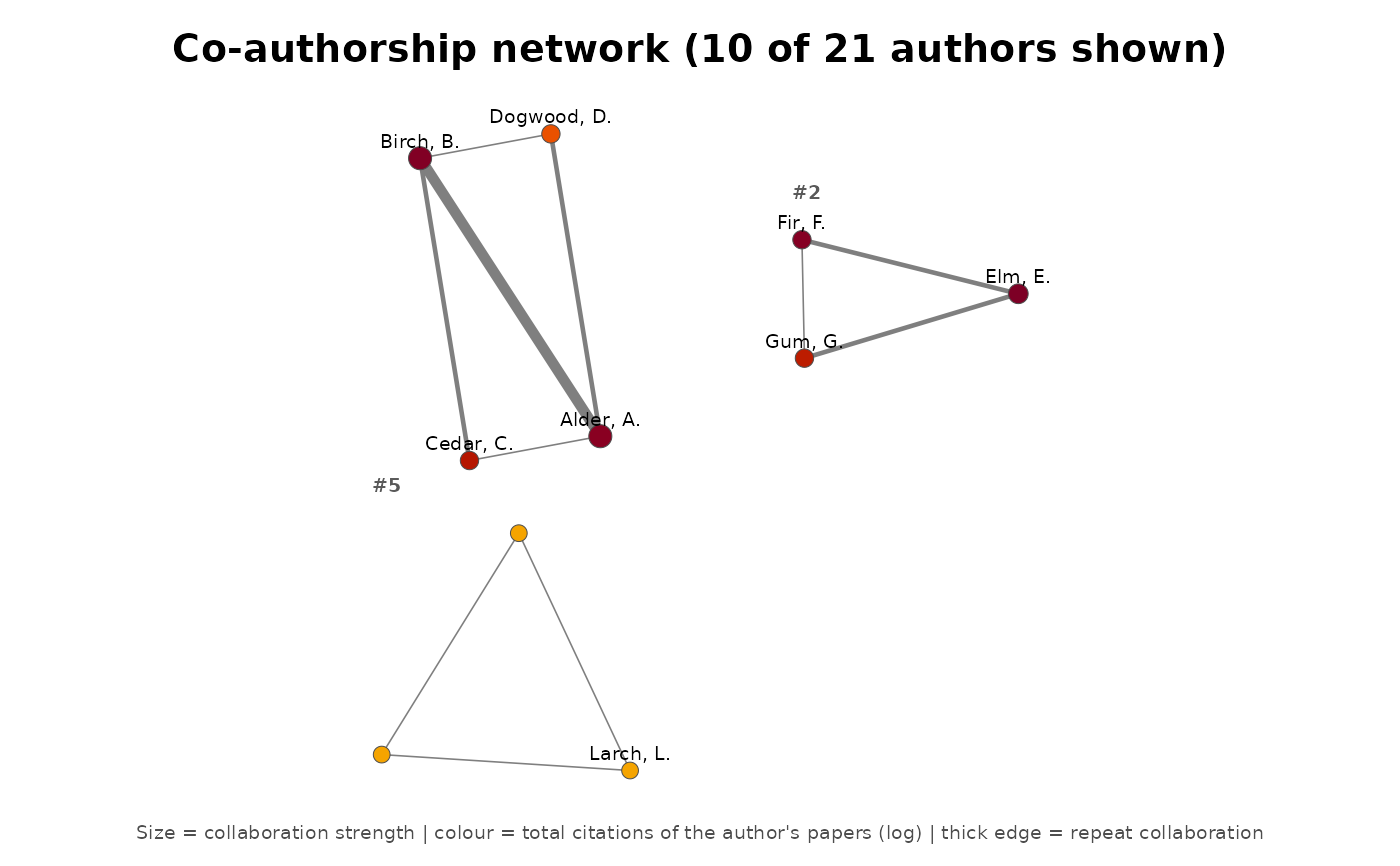 Co-authorship network (10 of 21 authors shown)
Dogwood, D.
Birch, B.
#2
Fir, F.
Elm, E.
Gum, G.
Alder, A.
Cedar, C.
#5
Larch, L.
Size = collaboration strength | colour = total citations of the author's papers (log) | thick edge = repeat collaboration